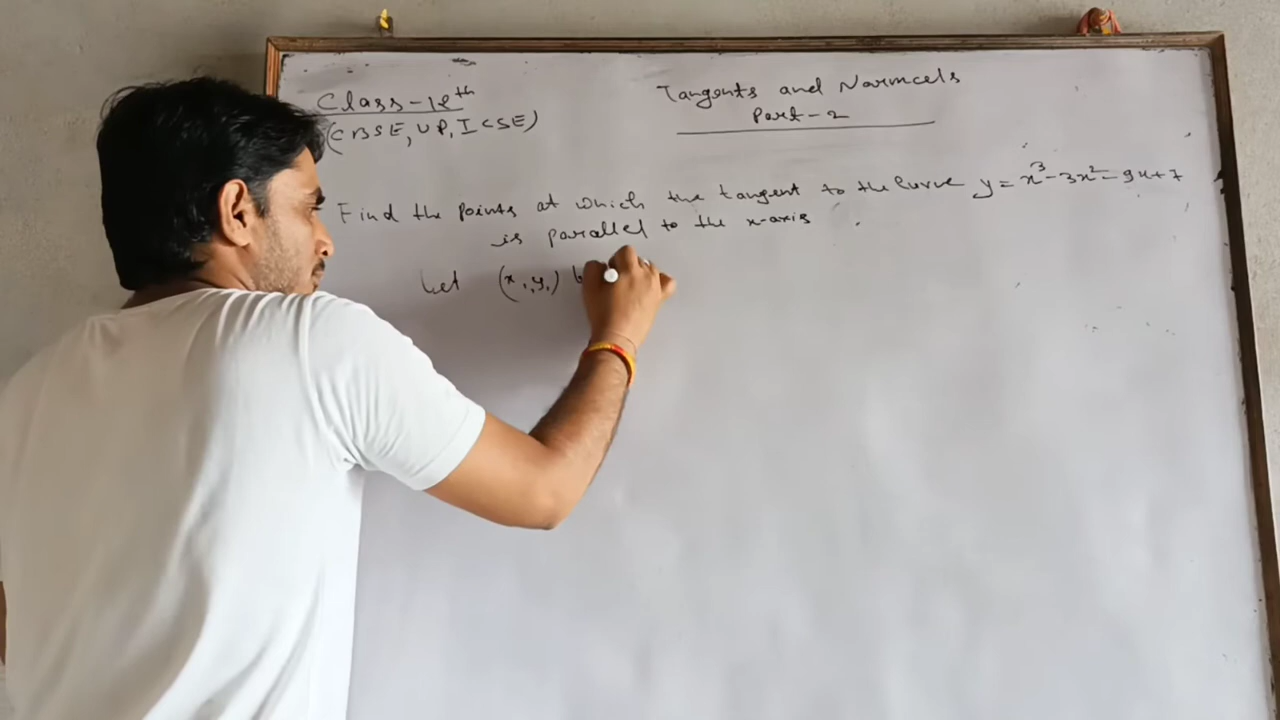 Class-12th
(CBSE, UP, ICSE)
Tangents and Normals
Part-2
Find the points at which the tangent to the curve y = x³-3x²-9x+7
is parallel to the x-axis
Let (x₁,y₁) b